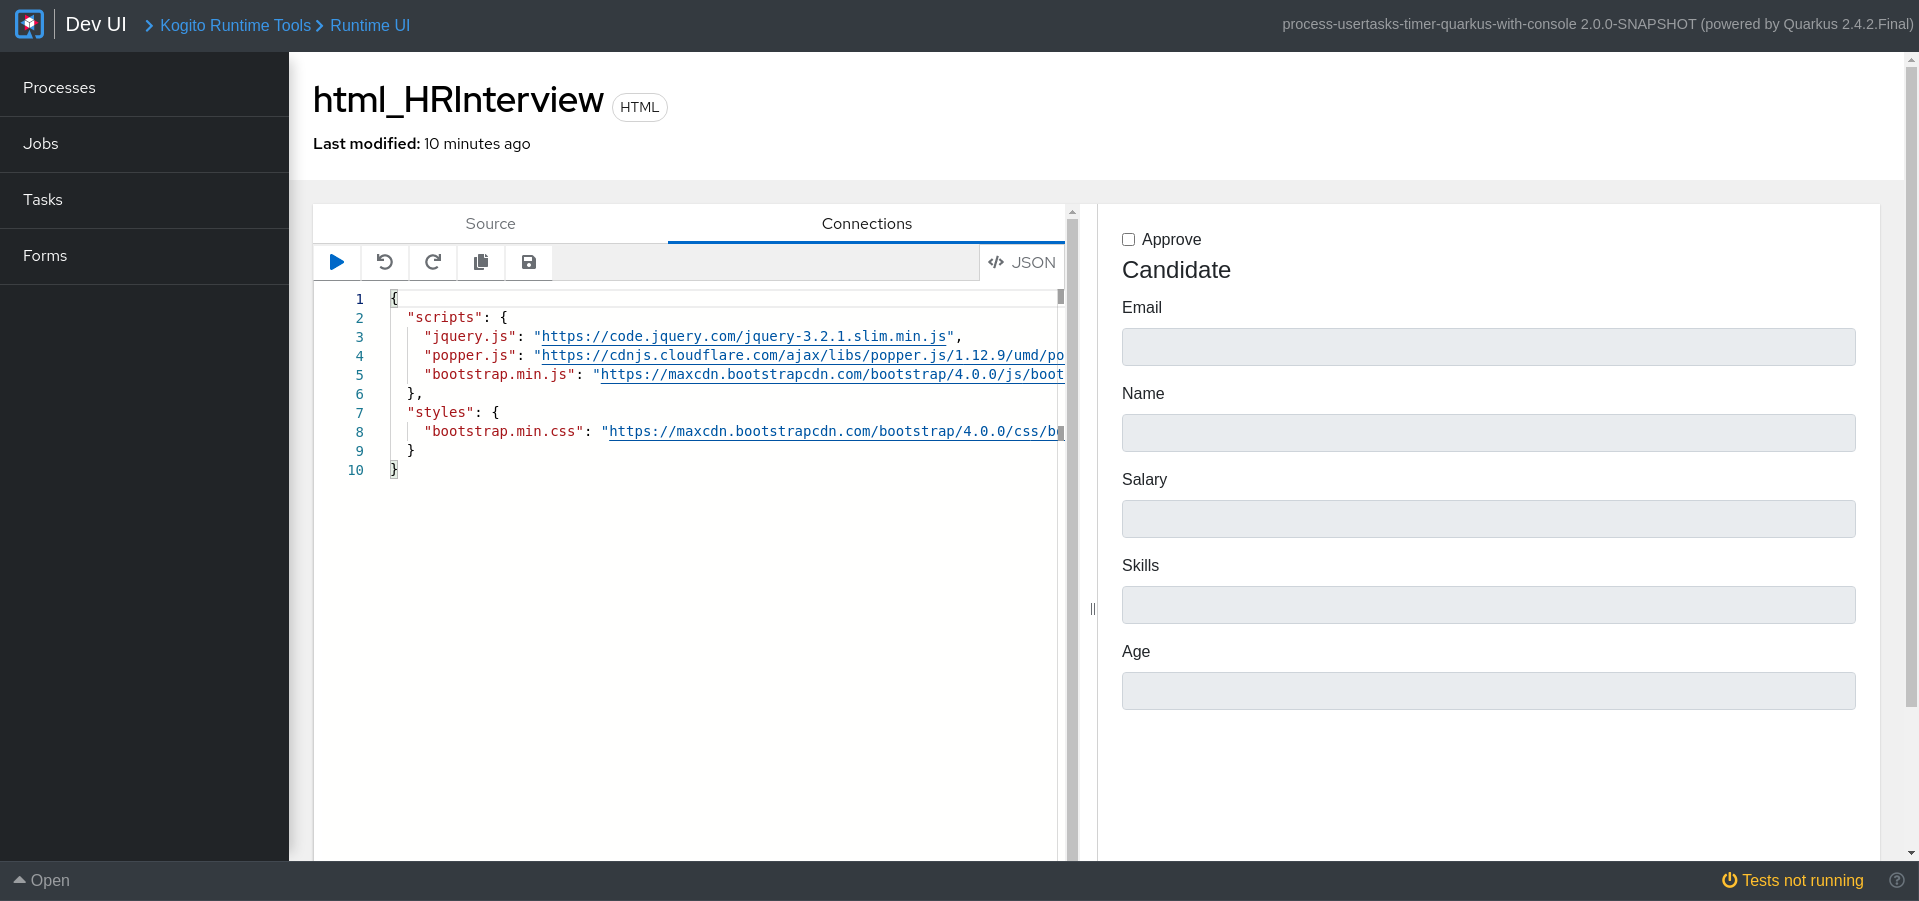 Dev UI
Kogito Runtime Tools
Runtime UI
process-usertasks-timer-quarkus-with-console 2.0.0-SNAPSHOT (powered by Quarkus 2.4.2.Final)
Processes
Jobs
Tasks
Forms
html_HRInterview
HTML
Last modified: 10 minutes ago
Source
Connections
</> JSON
1 {
2 "scripts": {
3 "jquery.js": "https://code.jquery.com/jquery-3.2.1.slim.min.js",
4 "popper.js": "https://cdnjs.cloudflare.com/ajax/libs/popper.js/1.12.9/umd/po
5 "bootstrap.min.js": "https://maxcdn.bootstrapcdn.com/bootstrap/4.0.0/js/boot
6 },
7 "styles": {
8 "bootstrap.min.css": "https://maxcdn.bootstrapcdn.com/bootstrap/4.0.0/css/bo
9 }
10 }
Approve
Candidate
Email
Name
Salary
Skills
Age
Open
Tests not running